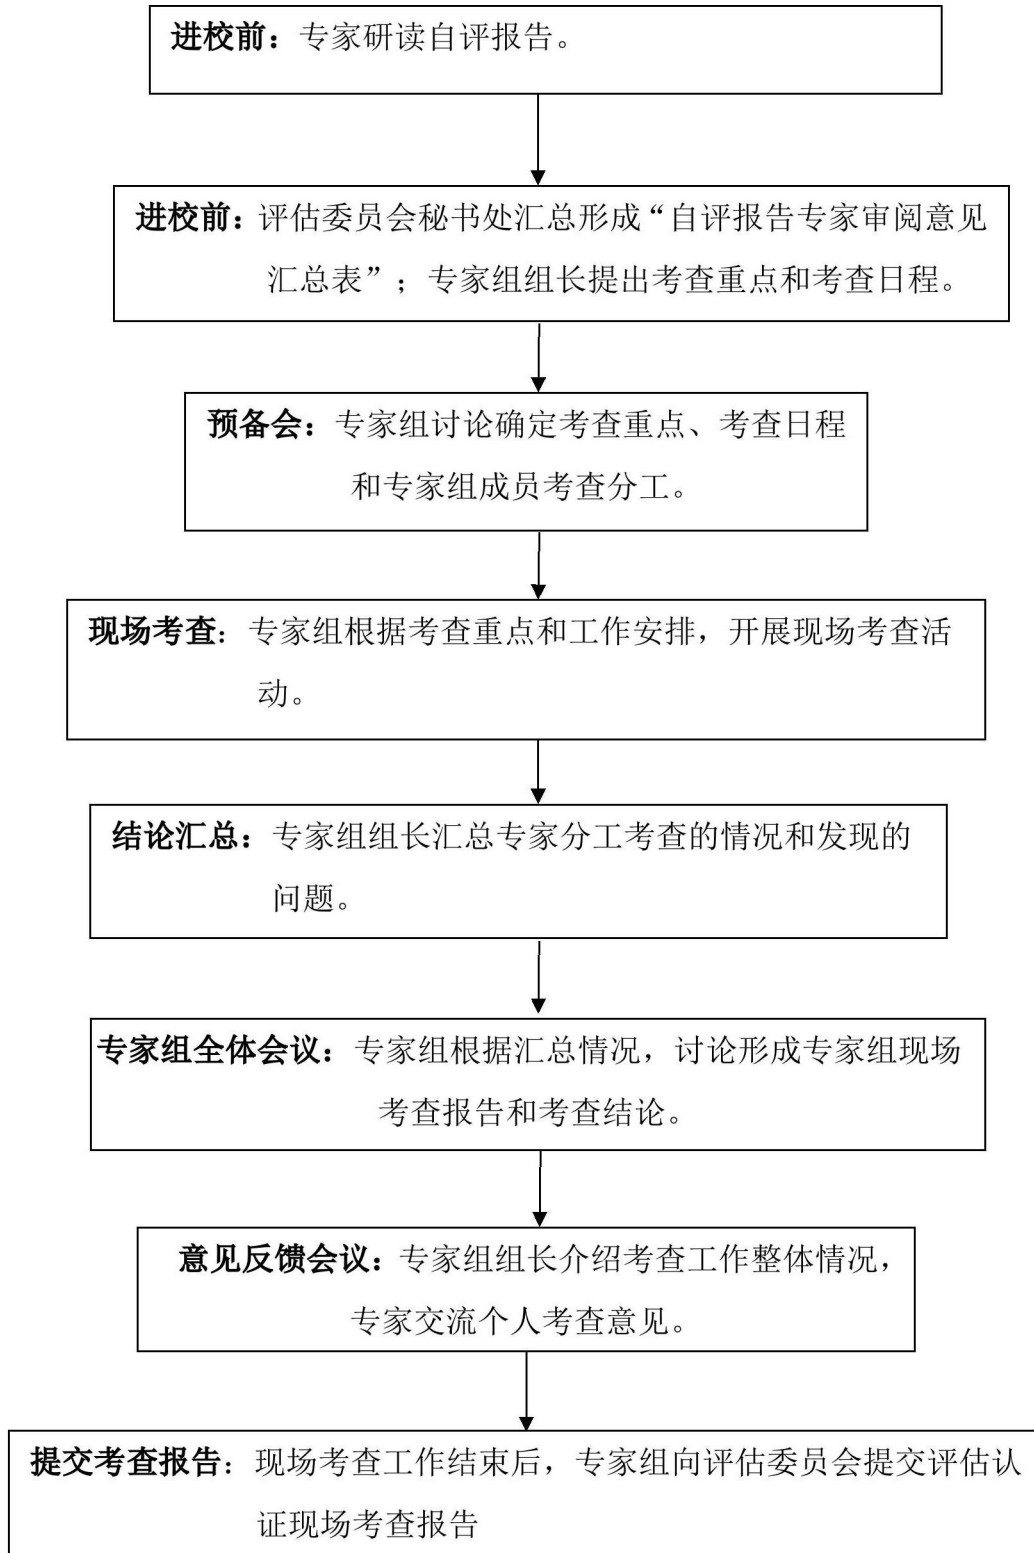 进校前：专家研读自评报告。
进校前：评估委员会秘书处汇总形成“自评报告专家审阅意见
汇总表”；专家组组长提出考查重点和考查日程。
预备会：专家组讨论确定考查重点、考查日程
和专家组成员考查分工。
现场考查：专家组根据考查重点和工作安排，开展现场考查活
动。
结论汇总：专家组组长汇总专家分工考查的情况和发现的
问题。
专家组全体会议：专家组根据汇总情况，讨论形成专家组现场
考查报告和考查结论。
意见反馈会议：专家组组长介绍考查工作整体情况，
专家交流个人考查意见。
提交考查报告：现场考查工作结束后，专家组向评估委员会提交评估认
证现场考查报告